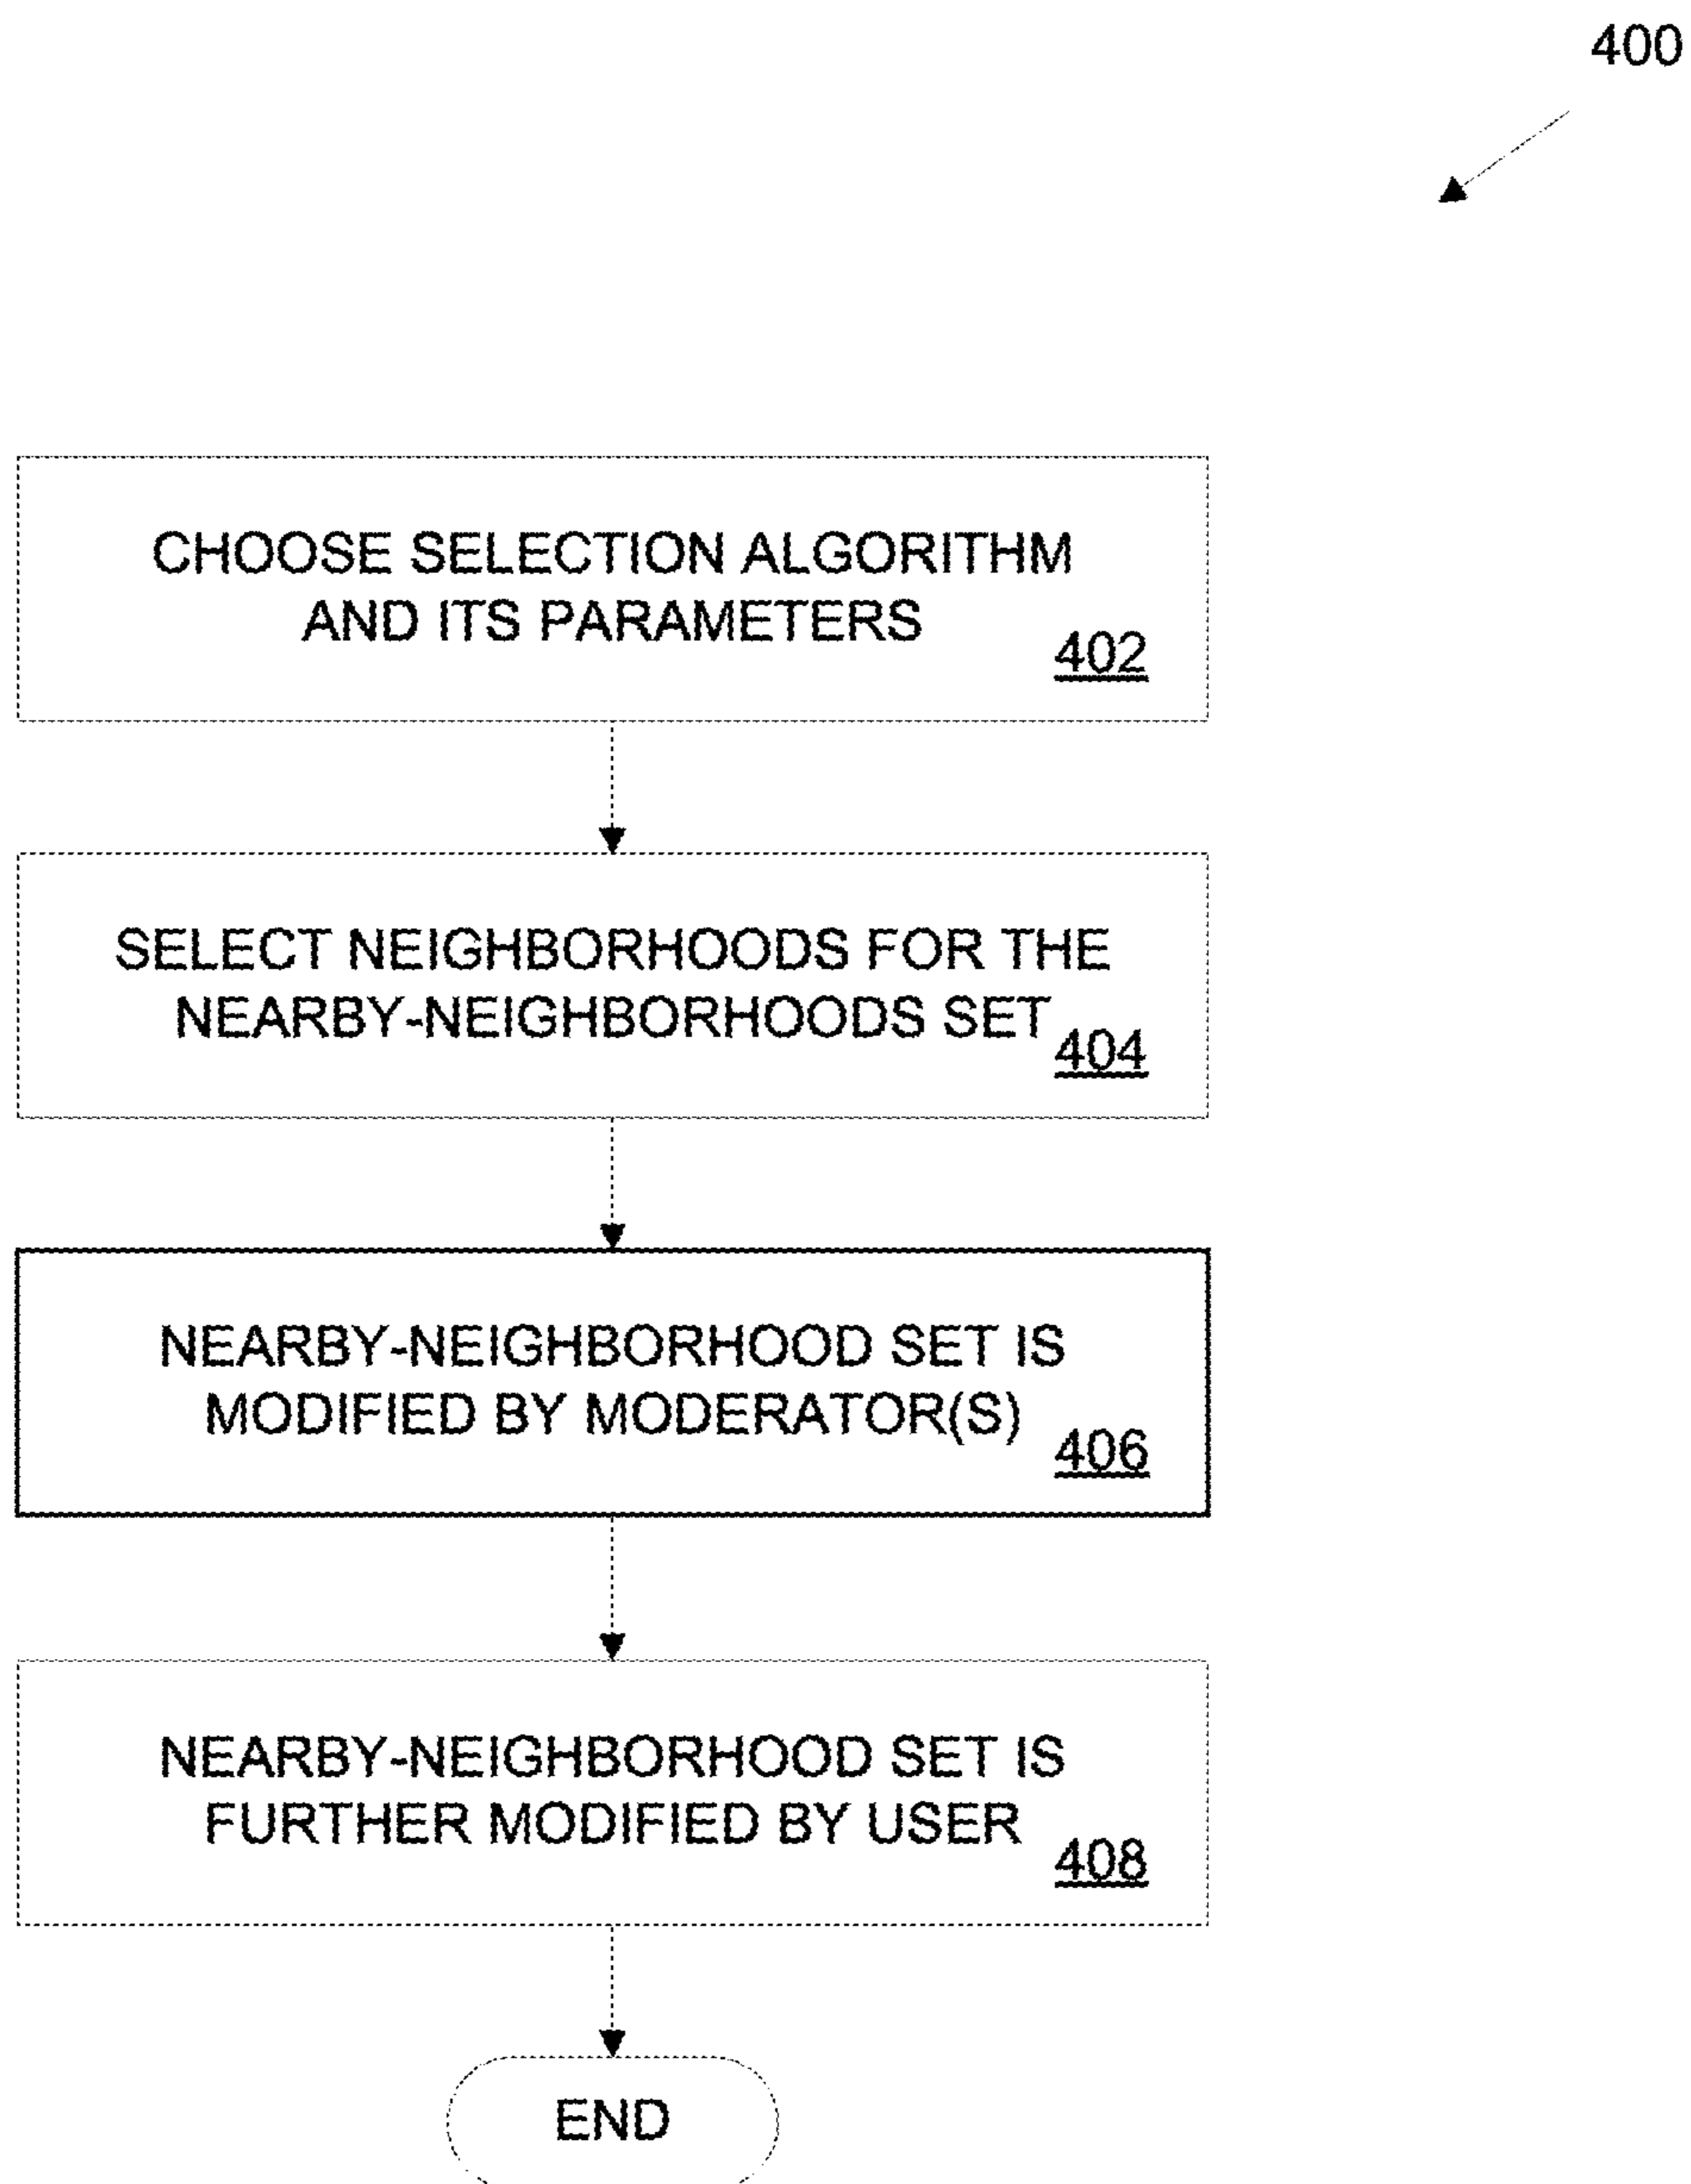 400
CHOOSE SELECTION ALGORITHM
AND ITS PARAMETERS
402
SELECT NEIGHBORHOODS FOR THE
NEARBY-NEIGHBORHOODS SET
404
NEARBY-NEIGHBORHOOD SET IS
MODIFIED BY MODERATOR(S)
406
NEARBY-NEIGHBORHOOD SET IS
FURTHER MODIFIED BY USER
408
END